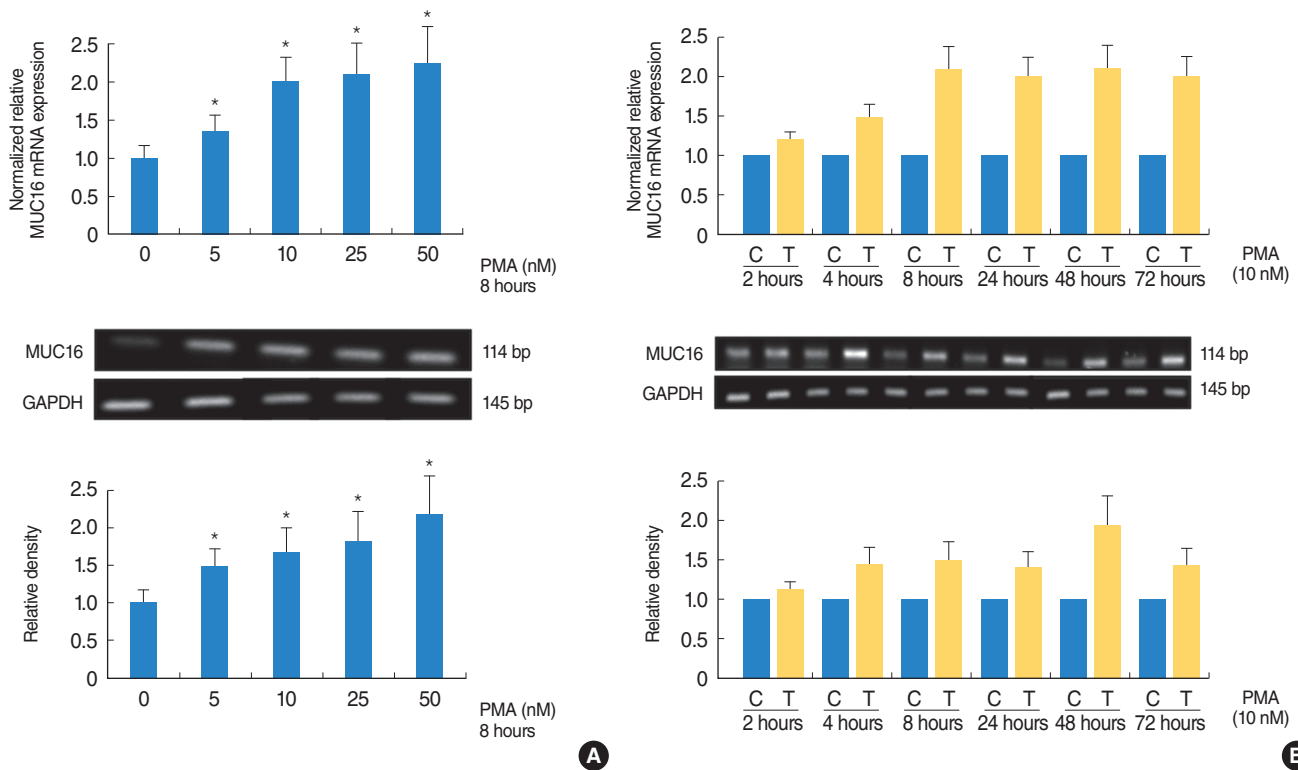 Normalized relative
MUC16 mRNA expression
2.5
2.0
1.5
1.0
0.5
0
* * * *
0 5 10 25 50
PMA (nM)
8 hours
MUC16 114 bp
GAPDH 145 bp
Relative density
2.5
2.0
1.5
1.0
0.5
0
* * * *
0 5 10 25 50
PMA (nM)
8 hours
A
Normalized relative
MUC16 mRNA expression
2.5
2.0
1.5
1.0
0.5
0
C T C T C T C T C T C T
2 hours 4 hours 8 hours 24 hours 48 hours 72 hours
PMA
(10 nM)
MUC16 114 bp
GAPDH 145 bp
Relative density
2.5
2.0
1.5
1.0
0.5
0
C T C T C T C T C T C T
2 hours 4 hours 8 hours 24 hours 48 hours 72 hours
PMA
(10 nM)
B